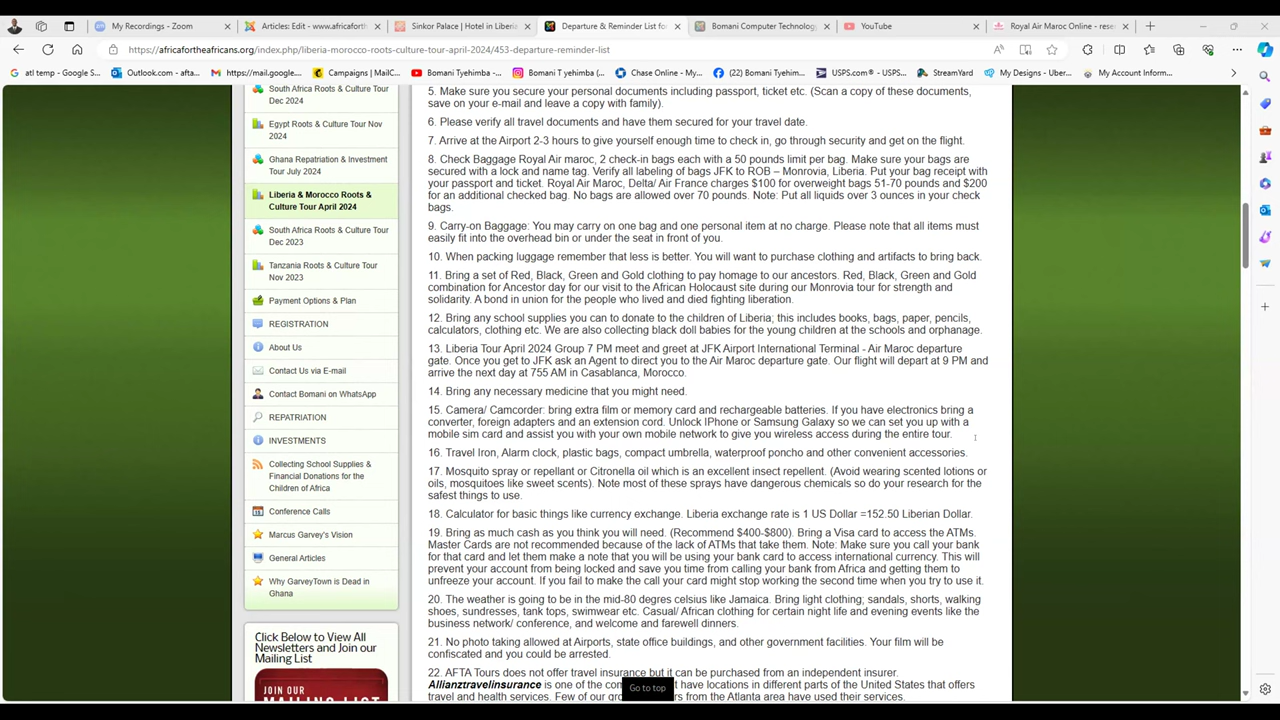 My Recordings - Zoom
Articles: Edit - www.africaforth
Sinkor Palace | Hotel in Liberia
Departure & Reminder List for
Bomani Computer Technology
YouTube
Royal Air Maroc Online - rese
https://africafortheafricans.org/index.php/liberia-morocco-roots-culture-tour-april-2024/453-departure-reminder-list
atl temp - Google S...
Outlook.com - afta...
https://mail.google...
Campaigns | MailC...
Bomani Tyehimba -...
Bomani T yehimba (...
Chase Online - My...
(22) Bomani Tyehim...
USPS.com® - USPS...
StreamYard
My Designs - Uber...
My Account Inform...
South Africa Roots & Culture Tour
Dec 2024
Egypt Roots & Culture Tour Nov
2024
Ghana Repatriation & Investment
Tour July 2024
Liberia & Morocco Roots &
Culture Tour April 2024
South Africa Roots & Culture Tour
Dec 2023
Tanzania Roots & Culture Tour
Nov 2023
Payment Options & Plan
REGISTRATION
About Us
Contact Us via E-mail
Contact Bomani on WhatsApp
REPATRIATION
INVESTMENTS
Collecting School Supplies &
Financial Donations for the
Children of Africa
Conference Calls
Marcus Garvey's Vision
General Articles
Why GarveyTown is Dead in
Ghana
Click Below to View All
Newsletters and Join our
Mailing List
JOIN OUR
MAILING LIST
5. Make sure you secure your personal documents including passport, ticket etc. (Scan a copy of these documents,
save on your e-mail and leave a copy with family).
6. Please verify all travel documents and have them secured for your travel date.
7. Arrive at the Airport 2-3 hours to give yourself enough time to check in, go through security and get on the flight.
8. Check Baggage Royal Air maroc, 2 check-in bags each with a 50 pounds limit per bag. Make sure your bags are
secured with a lock and name tag. Verify all labeling of bags JFK to ROB – Monrovia, Liberia. Put your bag receipt with
your passport and ticket. Royal Air Maroc, Delta/ Air France charges $100 for overweight bags 51-70 pounds and $200
for an additional checked bag. No bags are allowed over 70 pounds. Note: Put all liquids over 3 ounces in your check
bags.
9. Carry-on Baggage: You may carry on one bag and one personal item at no charge. Please note that all items must
easily fit into the overhead bin or under the seat in front of you.
10. When packing luggage remember that less is better. You will want to purchase clothing and artifacts to bring back.
11. Bring a set of Red, Black, Green and Gold clothing to pay homage to our ancestors. Red, Black, Green and Gold
combination for Ancestor day for our visit to the African Holocaust site during our Monrovia tour for strength and
solidarity. A bond in union for the people who lived and died fighting liberation.
12. Bring any school supplies you can to donate to the children of Liberia; this includes books, bags, paper, pencils,
calculators, clothing etc. We are also collecting black doll babies for the young children at the schools and orphanage.
13. Liberia Tour April 2024 Group 7 PM meet and greet at JFK Airport International Terminal - Air Maroc departure
gate. Once you get to JFK ask an Agent to direct you to the Air Maroc departure gate. Our flight will depart at 9 PM and
arrive the next day at 755 AM in Casablanca, Morocco.
14. Bring any necessary medicine that you might need.
15. Camera/ Camcorder: bring extra film or memory card and rechargeable batteries. If you have electronics bring a
converter, foreign adapters and an extension cord. Unlock IPhone or Samsung Galaxy so we can set you up with a
mobile sim card and assist you with your own mobile network to give you wireless access during the entire tour.
16. Travel Iron, Alarm clock, plastic bags, compact umbrella, waterproof poncho and other convenient accessories.
17. Mosquito spray or repellant or Citronella oil which is an excellent insect repellent. (Avoid wearing scented lotions or
oils, mosquitoes like sweet scents). Note most of these sprays have dangerous chemicals so do your research for the
safest things to use.
18. Calculator for basic things like currency exchange. Liberia exchange rate is 1 US Dollar =152.50 Liberian Dollar.
19. Bring as much cash as you think you will need. (Recommend $400-$800). Bring a Visa card to access the ATMs.
Master Cards are not recommended because of the lack of ATMs that take them. Note: Make sure you call your bank
for that card and let them make a note that you will be using your bank card to access international currency. This will
prevent your account from being locked and save you time from calling your bank from Africa and getting them to
unfreeze your account. If you fail to make the call your card might stop working the second time when you try to use it.
20. The weather is going to be in the mid-80 degres celsius like Jamaica. Bring light clothing; sandals, shorts, walking
shoes, sundresses, tank tops, swimwear etc. Casual/ African clothing for certain night life and evening events like the
business network/ conference, and welcome and farewell dinners.
21. No photo taking allowed at Airports, state office buildings, and other government facilities. Your film will be
confiscated and you could be arrested.
22. AFTA Tours does not offer travel insurance but it can be purchased from an independent insurer.
Allianztravelinsurance is one of the com t have locations in different parts of the United States that offers
travel and health services. Few of our g rs from the Atlanta area have used their services.
Go to top